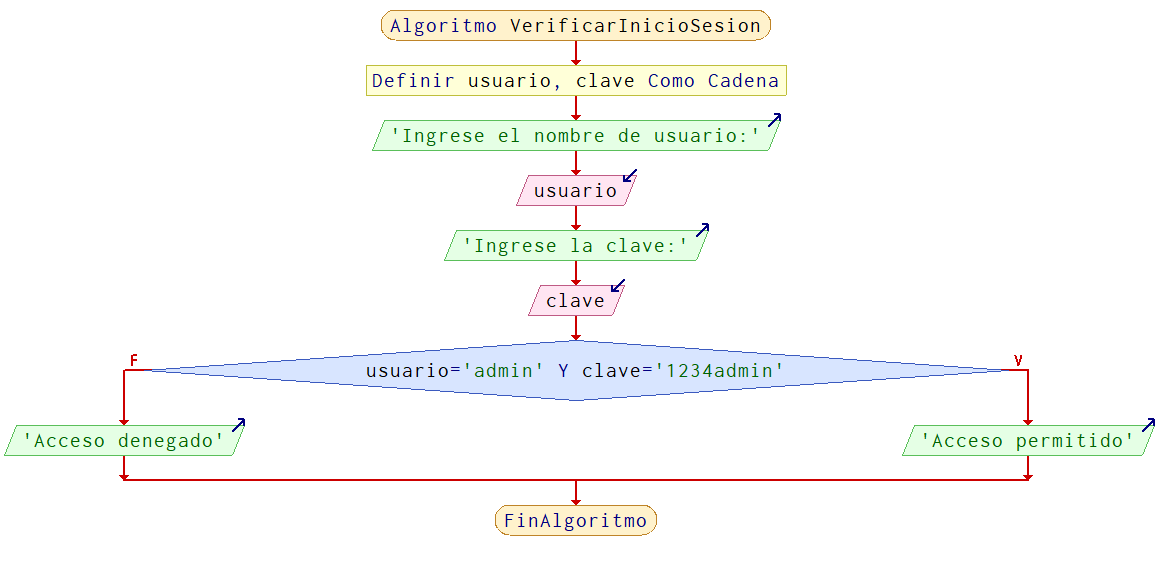 Algoritmo VerificarInicioSesion
Definir usuario, clave Como Cadena
'Ingrese el nombre de usuario:'
usuario
'Ingrese la clave:'
clave
F
V
usuario='admin' Y clave='1234admin'
'Acceso denegado'
'Acceso permitido'
FinAlgoritmo